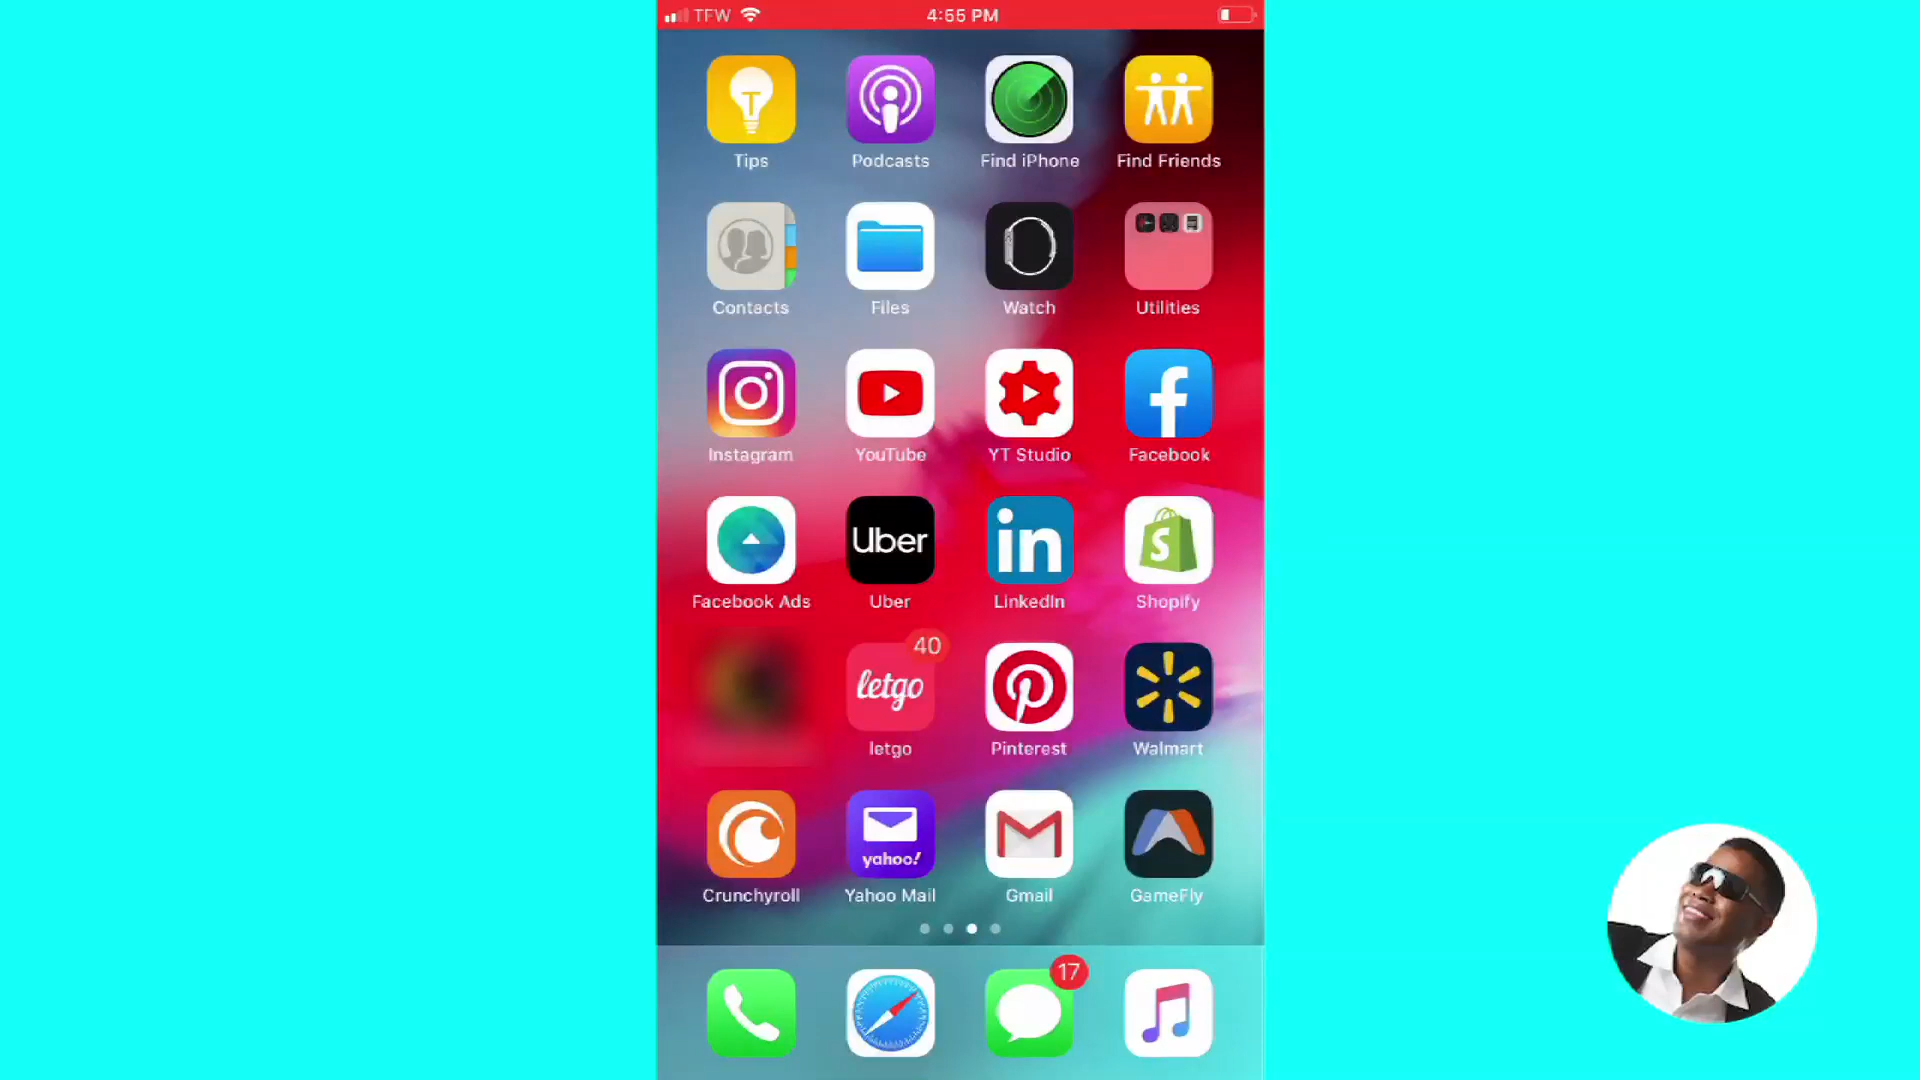 TFW 4:55 PM
T
Tips Podcasts Find iPhone Find Friends
Contacts Files Watch Utilities
Instagram YouTube YT Studio Facebook
Uber in S
Facebook Ads Uber LinkedIn Shopify
40
letgo
letgo Pinterest Walmart
yahoo!
Crunchyroll Yahoo Mail Gmail GameFly
17